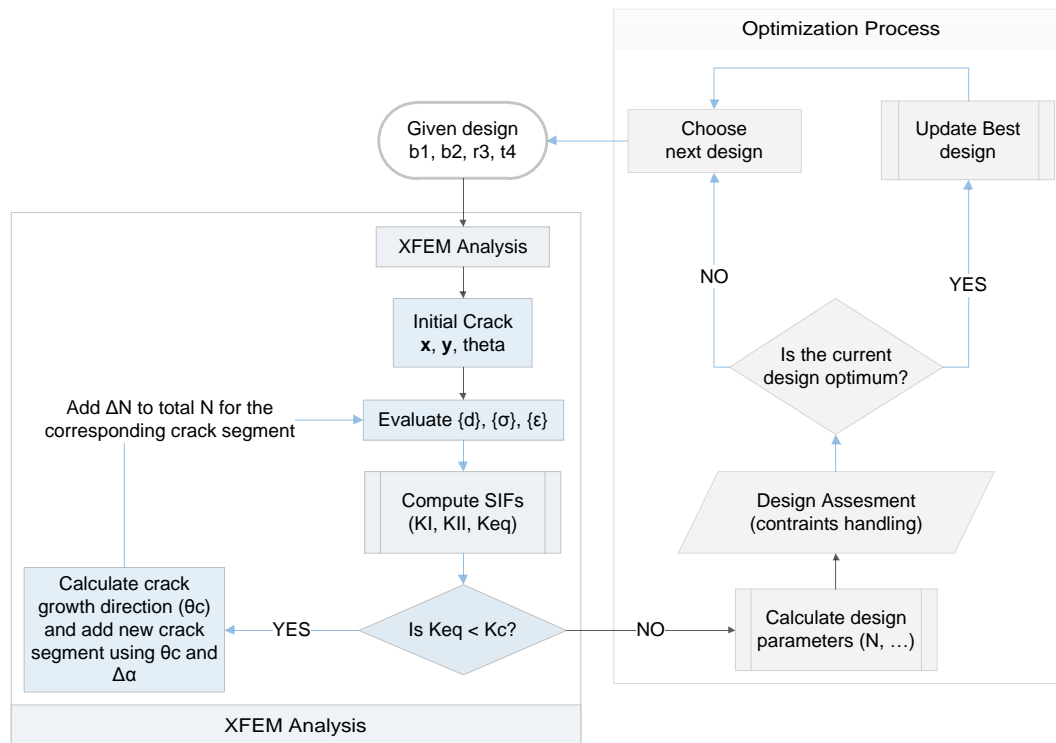 Optimization Process
Given design
b1, b2, r3, t4
Choose
next design
Update Best
design
XFEM Analysis
NO
YES
Initial Crack
x, y, theta
Is the current
design optimum?
Add ΔN to total N for the
corresponding crack segment
Evaluate {d}, {σ}, {ε}
Compute SIFs
(KI, KII, Keq)
Design Assesment
(contraints handling)
Calculate crack
growth direction (θc)
and add new crack
segment using θc and
Δα
YES
Is Keq < Kc?
NO
Calculate design
parameters (N, …)
XFEM Analysis